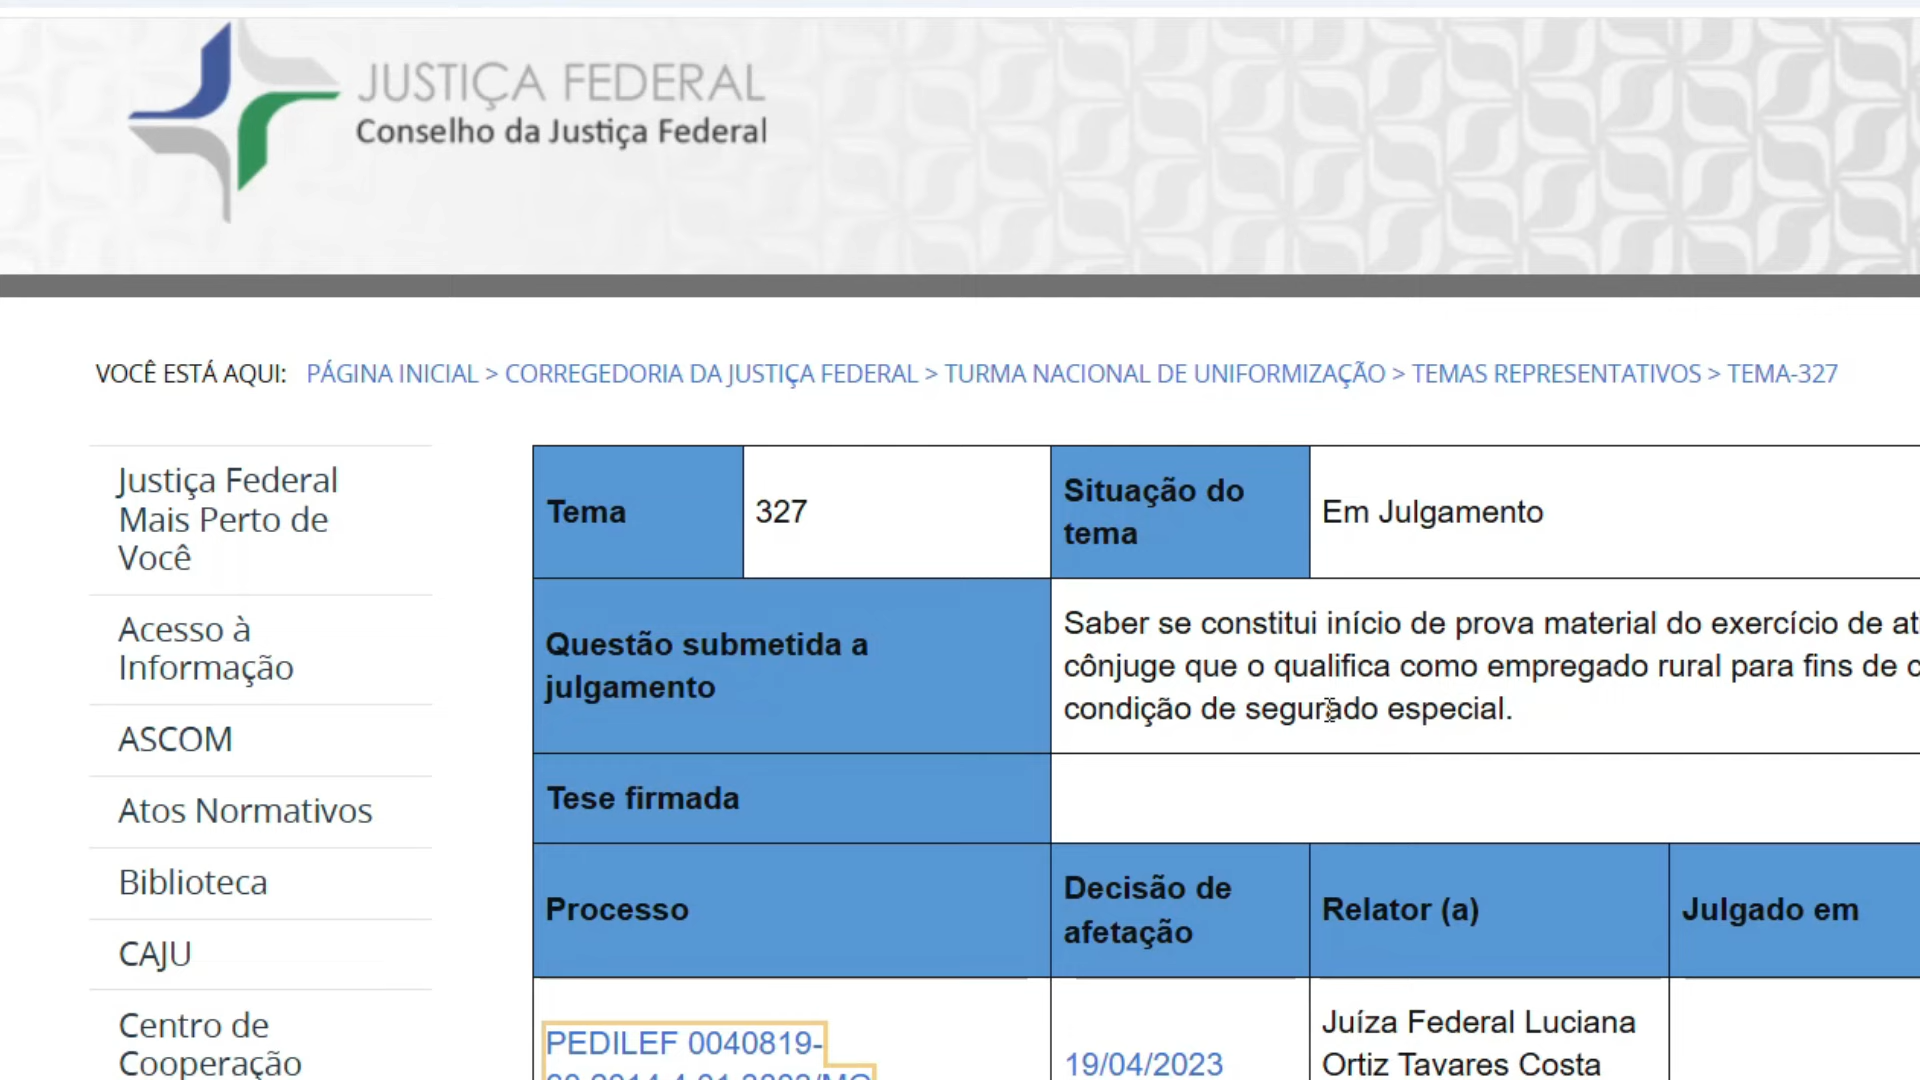 JUSTIÇA FEDERAL
Conselho da Justiça Federal
VOCÊ ESTÁ AQUI: PÁGINA INICIAL > CORREGEDORIA DA JUSTIÇA FEDERAL > TURMA NACIONAL DE UNIFORMIZAÇÃO > TEMAS REPRESENTATIVOS > TEMA-327
Justiça Federal
Mais Perto de
Você
Acesso à
Informação
ASCOM
Atos Normativos
Biblioteca
CAJU
Centro de
Cooperação
Tema
327
Situação do
tema
Em Julgamento
Questão submetida a
julgamento
Saber se constitui início de prova material do exercício de
cônjuge que o qualifica como empregado rural para fins de
condição de segurado especial.
Tese firmada
Processo
Decisão de
afetação
Relator (a)
Julgado em
PEDILEF 0040819-
19/04/2023
Juíza Federal Luciana
Ortiz Tavares Costa